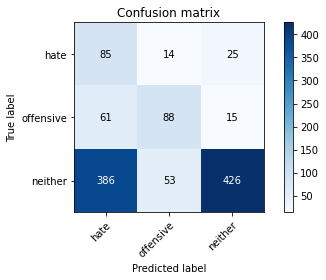 Confusion matrix
True label
hate 85 14 25
offensive 61 88 15
neither 386 53 426
hate offensive neither
Predicted label
400
350
300
250
200
150
100
50